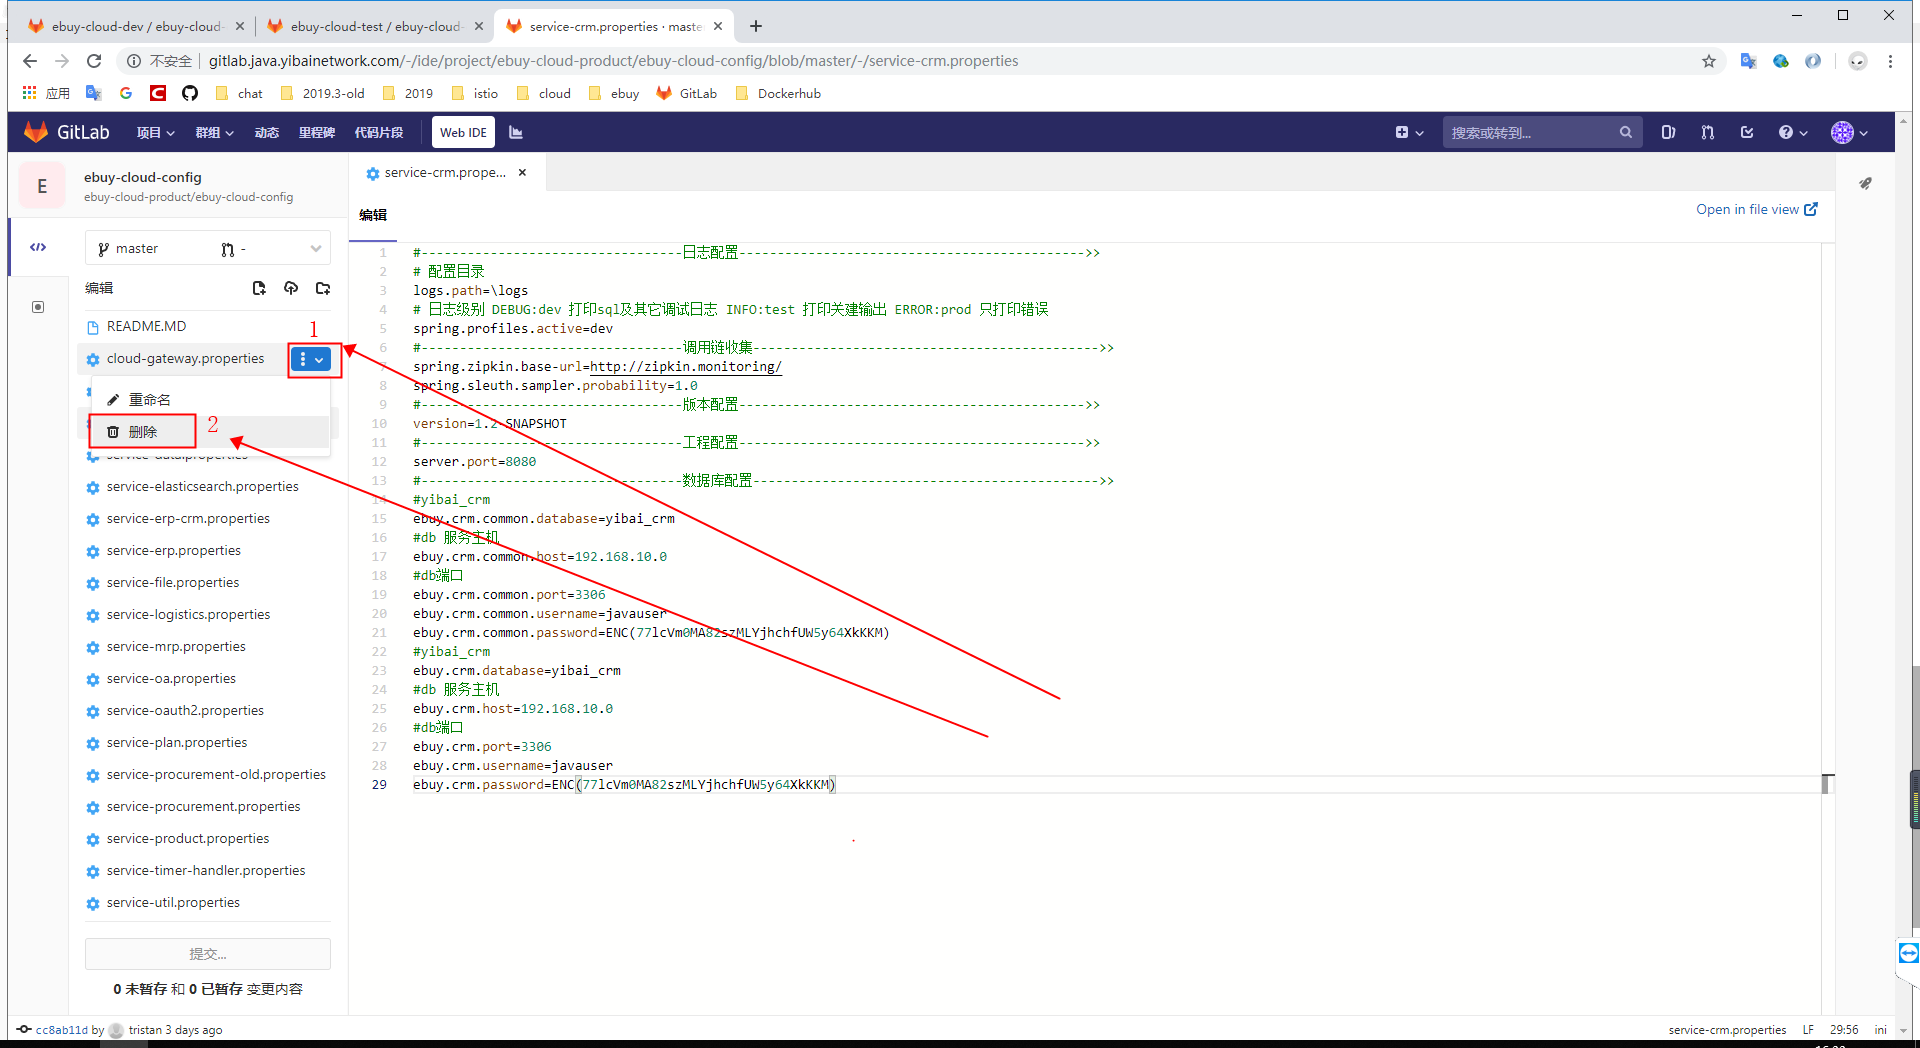 ebuy-cloud-dev / ebuy-cloud-
ebuy-cloud-test / ebuy-cloud-
service-crm.properties · maste
不安全 | gitlab.java.yibainetwork.com/-/ide/project/ebuy-cloud-product/ebuy-cloud-config/blob/master/-/service-crm.properties
应用 chat 2019.3-old 2019 istio cloud ebuy GitLab Dockerhub
GitLab 项目 群组 动态 里程碑 代码片段 Web IDE 搜索或转到...
E
ebuy-cloud-config
ebuy-cloud-product/ebuy-cloud-config
service-crm.prope...
编辑
Open in file view
master -
编辑
README.MD
1
cloud-gateway.properties
重命名
删除
2
service-data.properties
service-elasticsearch.properties
service-erp-crm.properties
service-erp.properties
service-file.properties
service-logistics.properties
service-mrp.properties
service-oa.properties
service-oauth2.properties
service-plan.properties
service-procurement-old.properties
service-procurement.properties
service-product.properties
service-timer-handler.properties
service-util.properties
提交...
0 未暂存 和 0 已暂存 变更内容
1 #----------------------------------日志配置--------------------------------------------->>
2 # 配置目录
3 logs.path=\logs
4 # 日志级别 DEBUG:dev 打印sql及其它调试日志 INFO:test 打印关建输出 ERROR:prod 只打印错误
5 spring.profiles.active=dev
6 #----------------------------------调用链收集--------------------------------------------->>
7 spring.zipkin.base-url=http://zipkin.monitoring/
8 spring.sleuth.sampler.probability=1.0
9 #----------------------------------版本配置--------------------------------------------->>
10 version=1.2-SNAPSHOT
11 #----------------------------------工程配置--------------------------------------------->>
12 server.port=8080
13 #----------------------------------数据库配置--------------------------------------------->>
14 #yibai_crm
15 ebuy.crm.common.database=yibai_crm
16 #db 服务主机
17 ebuy.crm.common.host=192.168.10.0
18 #db端口
19 ebuy.crm.common.port=3306
20 ebuy.crm.common.username=javauser
21 ebuy.crm.common.password=ENC(77lcVm0MA82szMLYjhchfUW5y64XkKKM)
22 #yibai_crm
23 ebuy.crm.database=yibai_crm
24 #db 服务主机
25 ebuy.crm.host=192.168.10.0
26 #db端口
27 ebuy.crm.port=3306
28 ebuy.crm.username=javauser
29 ebuy.crm.password=ENC(77lcVm0MA82szMLYjhchfUW5y64XkKKM)
cc8ab11d by tristan 3 days ago
service-crm.properties LF 29:56 ini